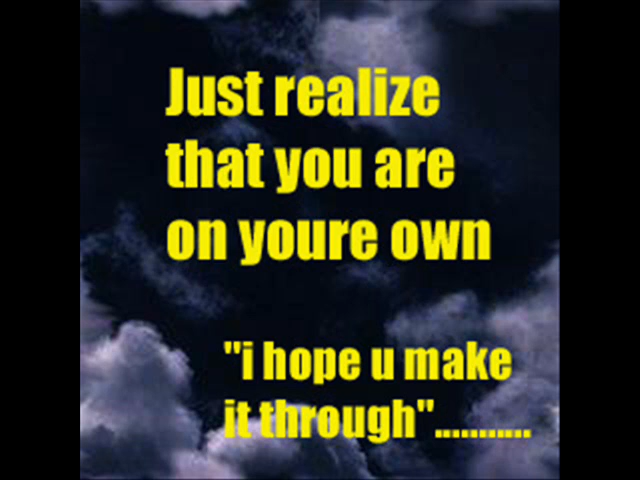 Just realize
that you are
on youre own
"i hope u make
it through"...........